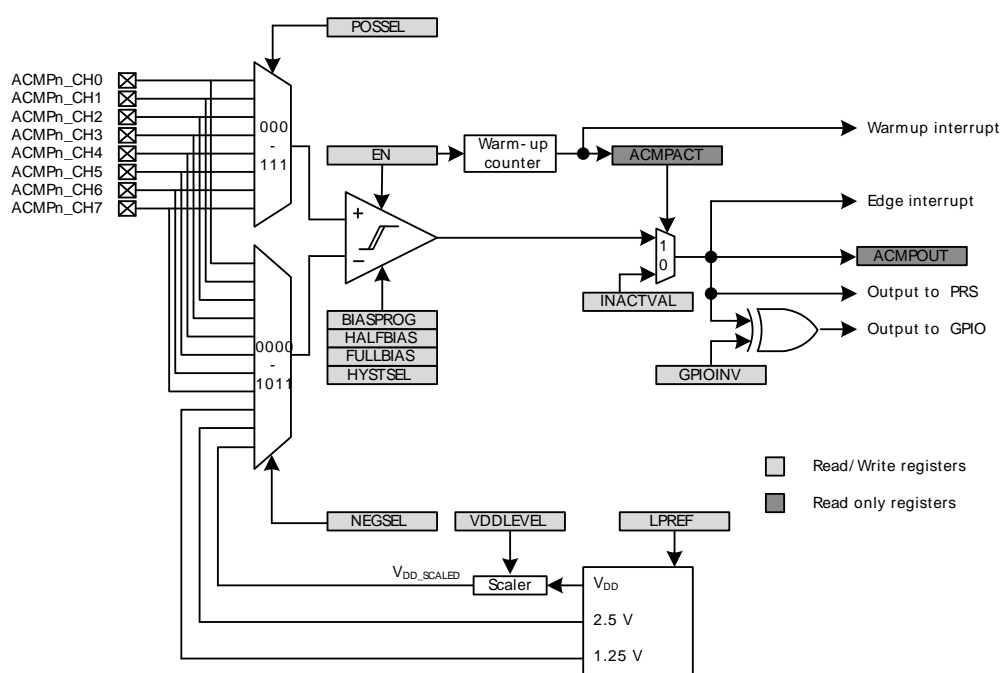 POSSEL
ACMPn_CH0
ACMPn_CH1
ACMPn_CH2
ACMPn_CH3
ACMPn_CH4
ACMPn_CH5
ACMPn_CH6
ACMPn_CH7
000
-
111
EN
Warm-up
counter
ACMPACT
Warmup interrupt
Edge interrupt
ACMPOUT
Output to PRS
Output to GPIO
+
−
1
0
INACTVAL
GPIOINV
BIASPROG
HALFBIAS
FULLBIAS
HYSTSEL
0000
-
1011
Read/Write registers
Read only registers
NEGSEL
VDDLEVEL
LPREF
VDD_SCALED
Scaler
VDD
2.5 V
1.25 V